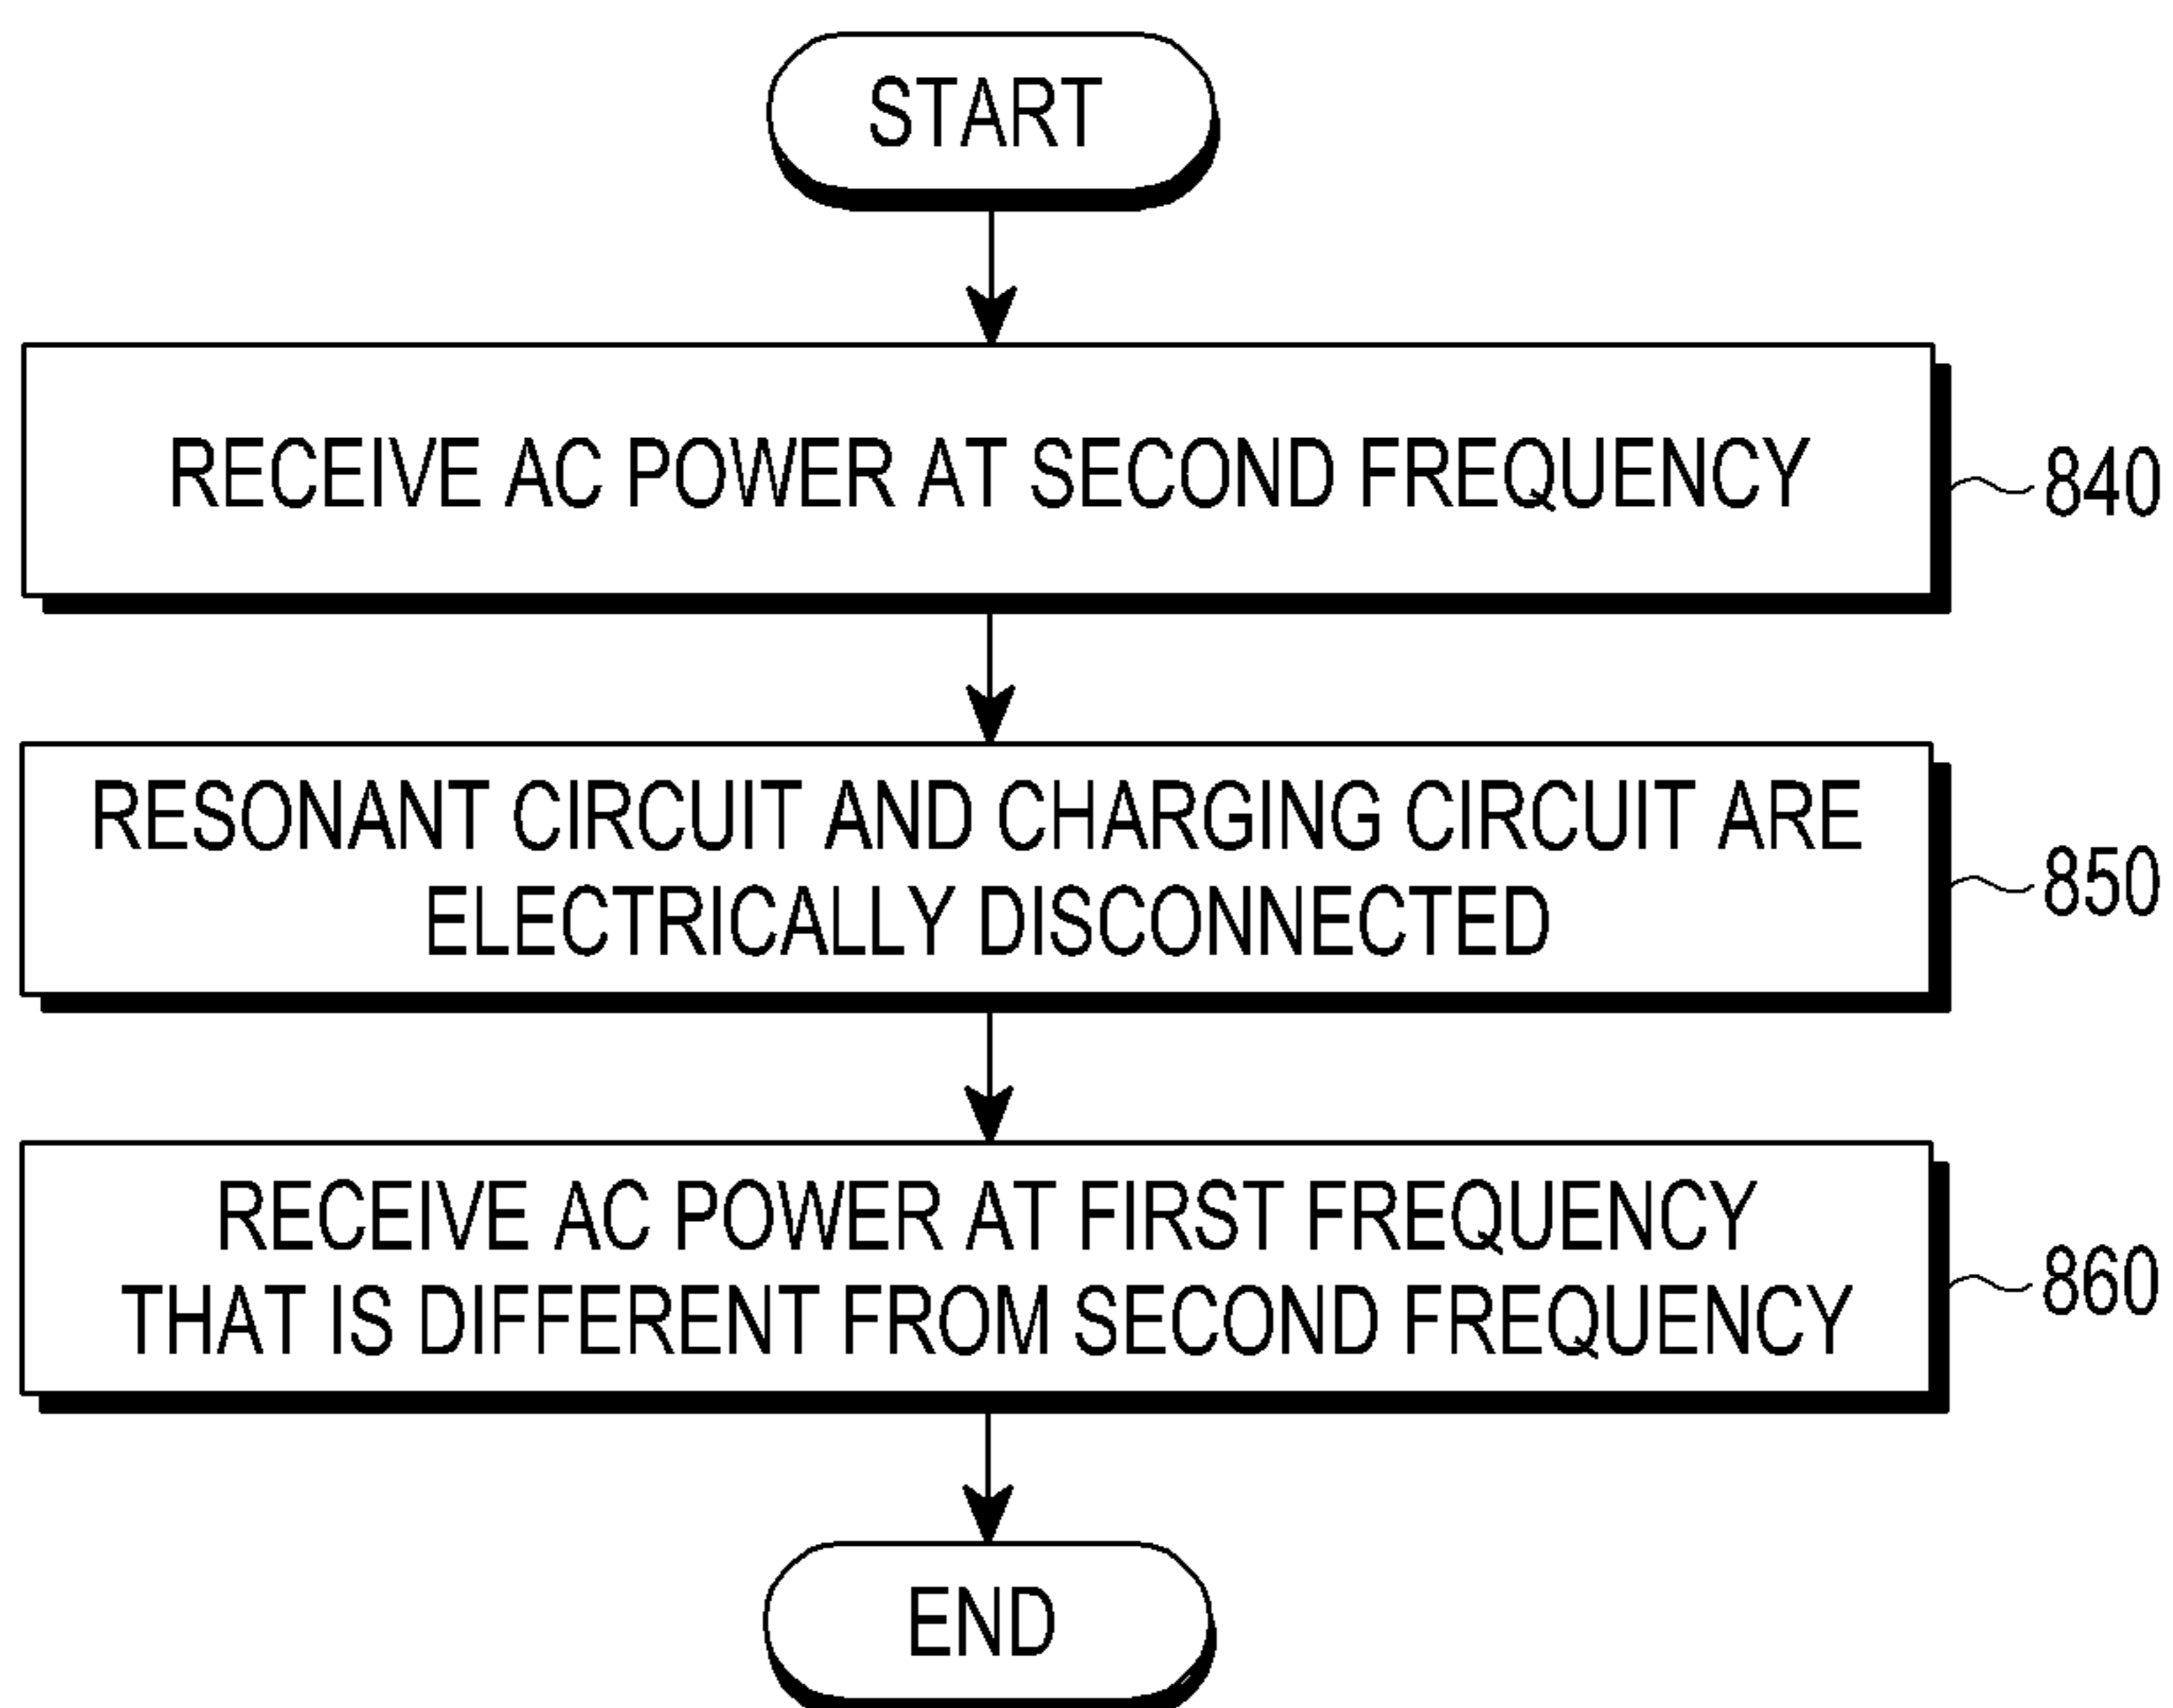 START
RECEIVE AC POWER AT SECOND FREQUENCY
840
RESONANT CIRCUIT AND CHARGING CIRCUIT ARE
ELECTRICALLY DISCONNECTED
850
RECEIVE AC POWER AT FIRST FREQUENCY
THAT IS DIFFERENT FROM SECOND FREQUENCY
860
END